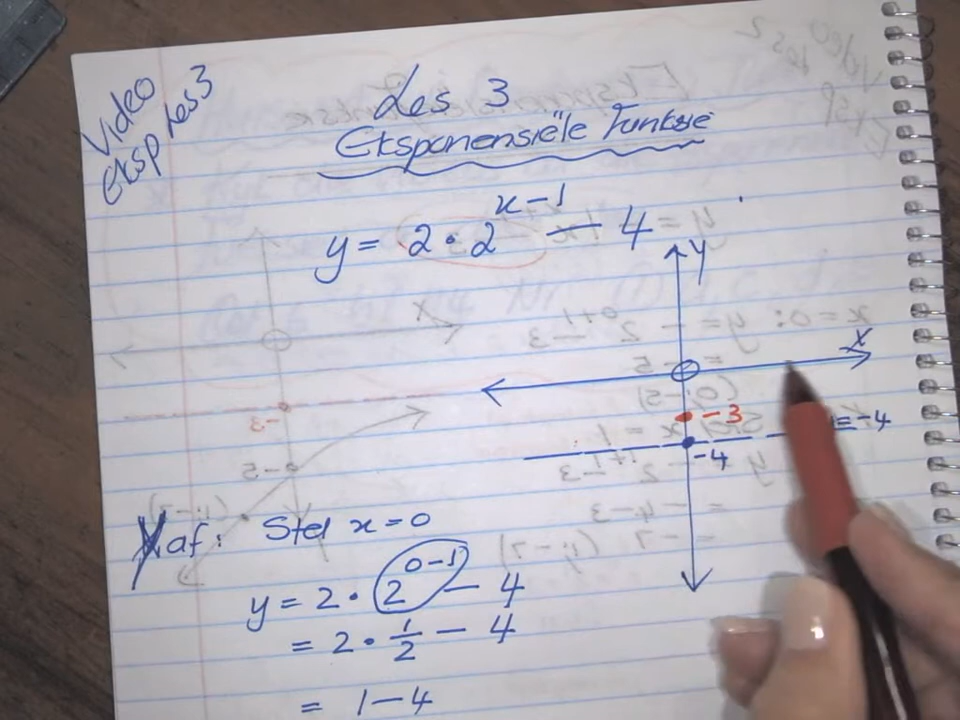 Video
eksp les 3
Les 3
Eksponensiële Funksie
y = 2 · 2^(x-1) - 4
y
x
-3
= -4
-4
Yaf: Stel x = 0
y = 2 · 2^(0-1) - 4
= 2 · 1/2 - 4
= 1 - 4